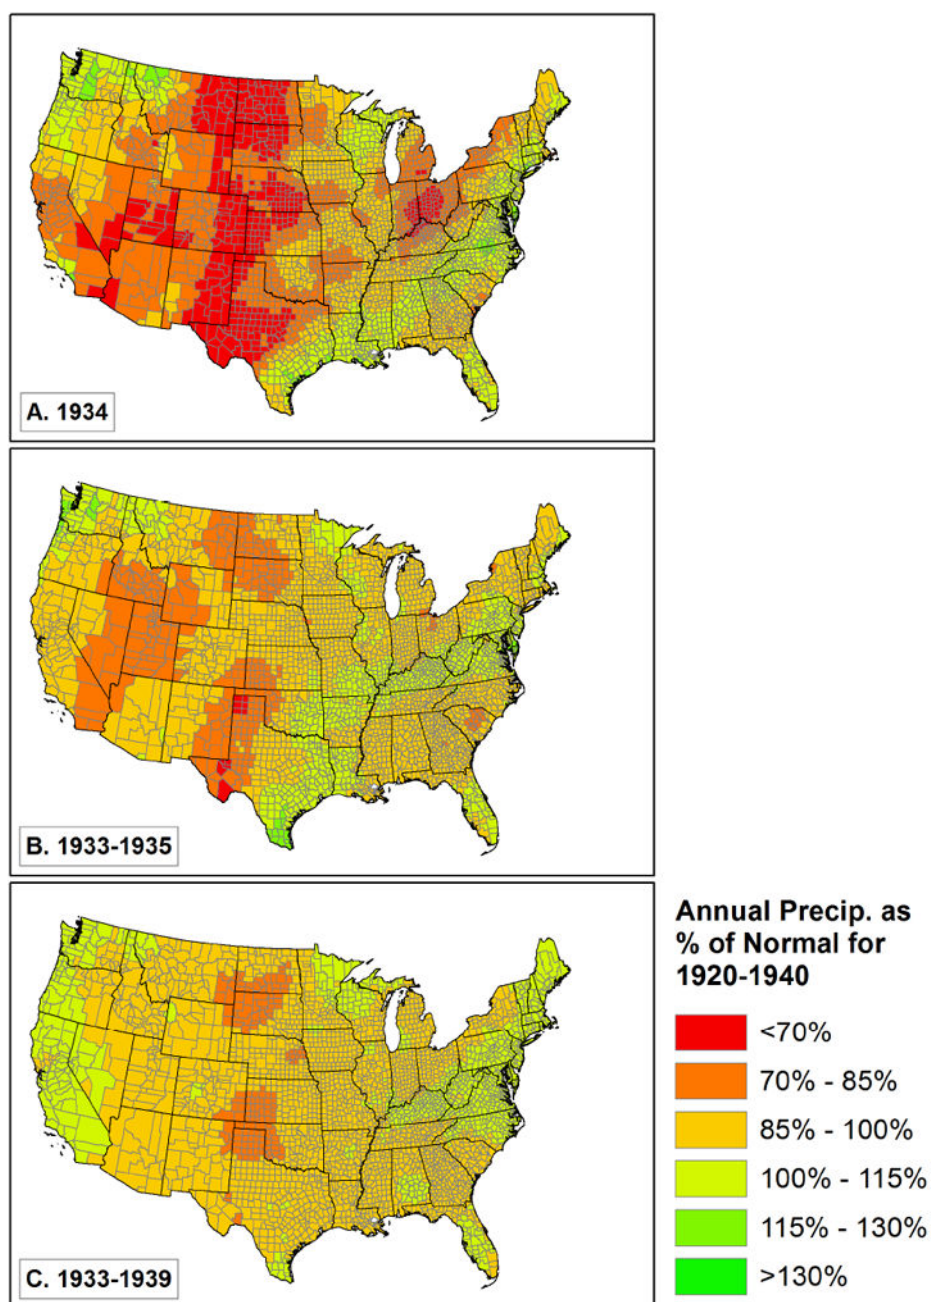 A. 1934
B. 1933-1935
C. 1933-1939
Annual Precip. as
% of Normal for
1920-1940
<70%
70% - 85%
85% - 100%
100% - 115%
115% - 130%
>130%